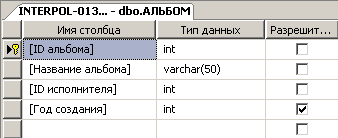 INTERPOL-013... - dbo.АЛЬБОМ
Имя столбца Тип данных Разрешит...
[ID альбома] int
[Название альбома] varchar(50)
[ID исполнителя] int
[Год создания] int